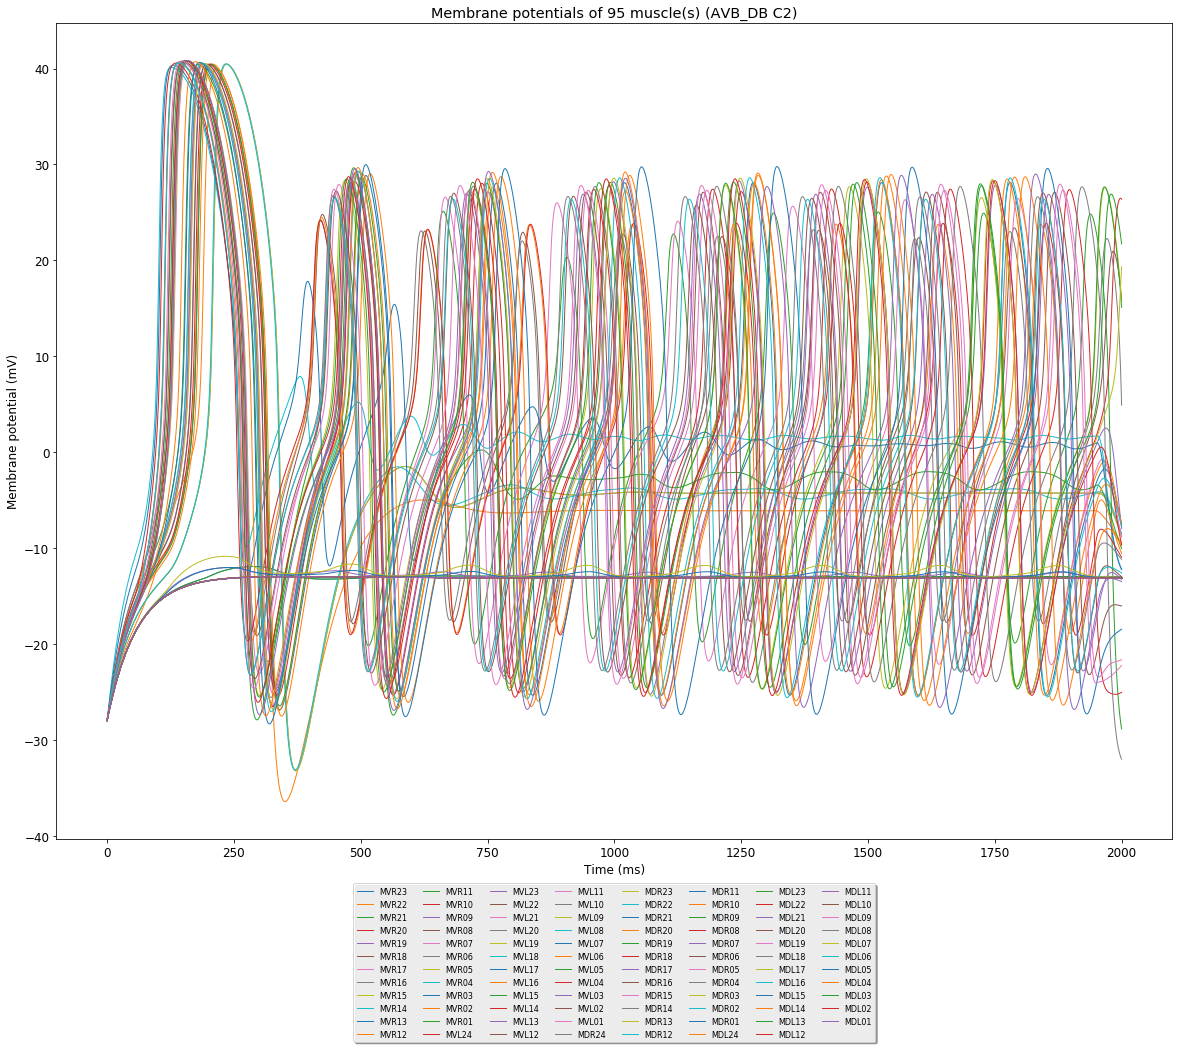 Membrane potentials of 95 muscle(s) (AVB_DB C2)
Membrane potential (mV)
40
30
20
10
0
−10
−20
−30
−40
0 250 500 750 1000 1250 1500 1750 2000
Time (ms)
MVR23 MVR11 MVL23 MVL11 MDR23 MDR11 MDL23 MDL11
MVR22 MVR10 MVL22 MVL10 MDR22 MDR10 MDL22 MDL10
MVR21 MVR09 MVL21 MVL09 MDR21 MDR09 MDL21 MDL09
MVR20 MVR08 MVL20 MVL08 MDR20 MDR08 MDL20 MDL08
MVR19 MVR07 MVL19 MVL07 MDR19 MDR07 MDL19 MDL07
MVR18 MVR06 MVL18 MVL06 MDR18 MDR06 MDL18 MDL06
MVR17 MVR05 MVL17 MVL05 MDR17 MDR05 MDL17 MDL05
MVR16 MVR04 MVL16 MVL04 MDR16 MDR04 MDL16 MDL04
MVR15 MVR03 MVL15 MVL03 MDR15 MDR03 MDL15 MDL03
MVR14 MVR02 MVL14 MVL02 MDR14 MDR02 MDL14 MDL02
MVR13 MVR01 MVL13 MVL01 MDR13 MDR01 MDL13 MDL01
MVR12 MVL24 MVL12 MDR24 MDR12 MDL24 MDL12